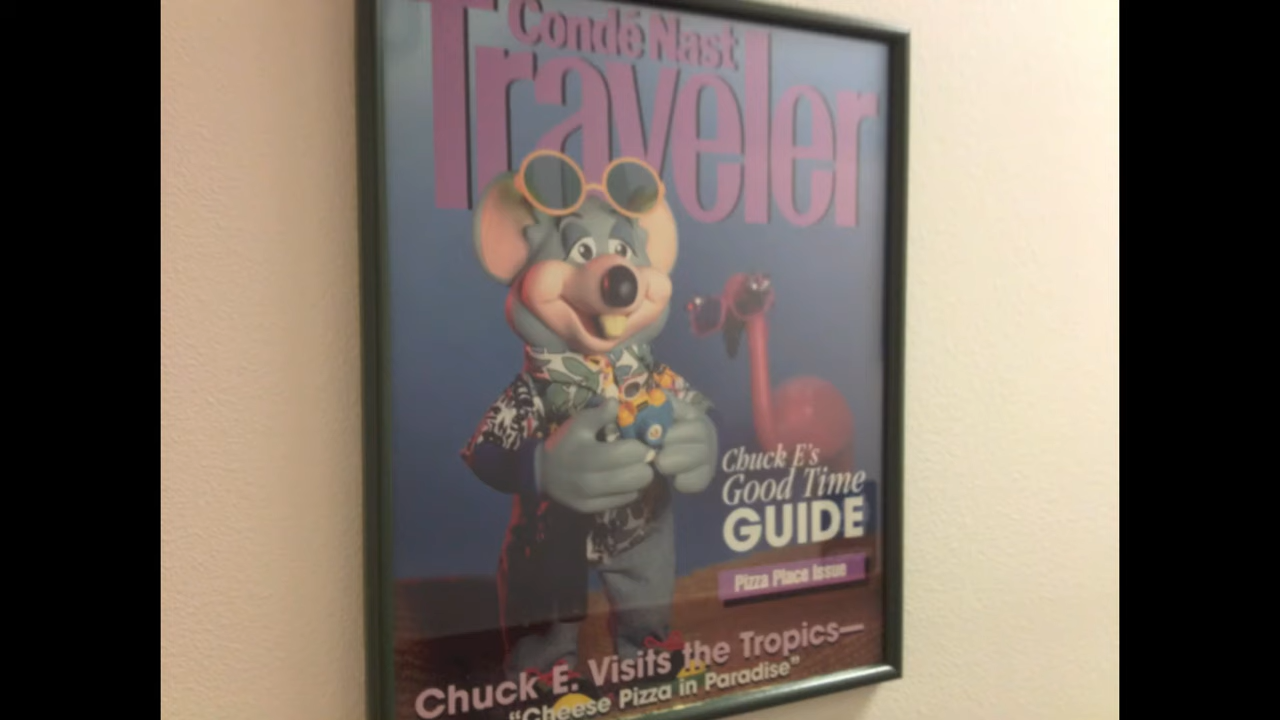 Condé Nast
Traveler
Chuck E's
Good Time
GUIDE
Pizza Place Issue
Chuck E. Visits the Tropics—
"Cheese Pizza in Paradise"